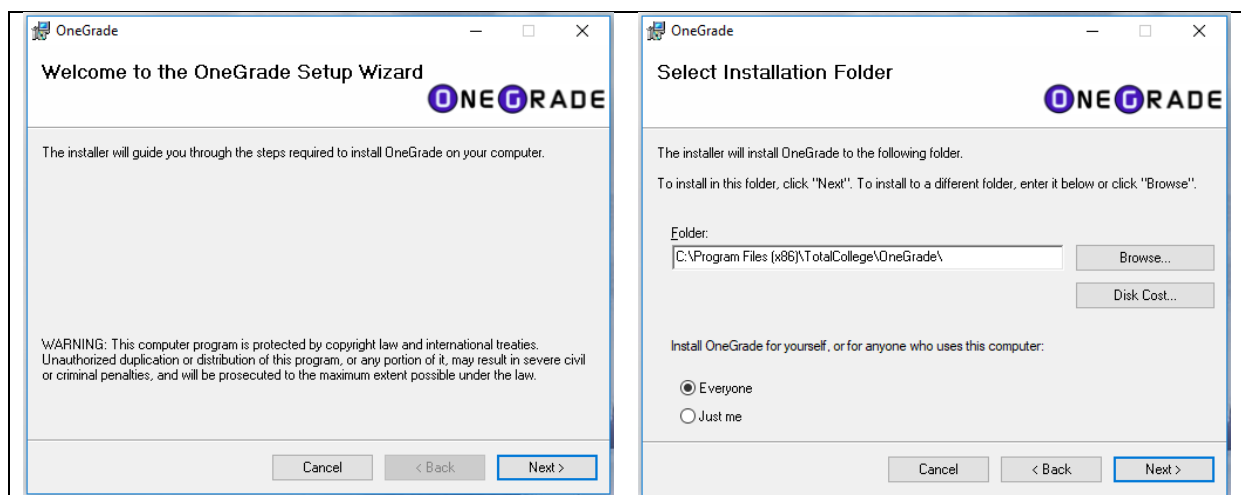 OneGrade
Welcome to the OneGrade Setup Wizard
ONEGRADE
The installer will guide you through the steps required to install OneGrade on your computer.
WARNING: This computer program is protected by copyright law and international treaties.
Unauthorized duplication or distribution of this program, or any portion of it, may result in severe civil
or criminal penalties, and will be prosecuted to the maximum extent possible under the law.
Cancel
< Back
Next >
OneGrade
Select Installation Folder
ONEGRADE
The installer will install OneGrade to the following folder.
To install in this folder, click "Next". To install to a different folder, enter it below or click "Browse".
Folder:
C:\Program Files (x86)\TotalCollege\OneGrade\
Browse...
Disk Cost...
Install OneGrade for yourself, or for anyone who uses this computer:
Everyone
Just me
Cancel
< Back
Next >